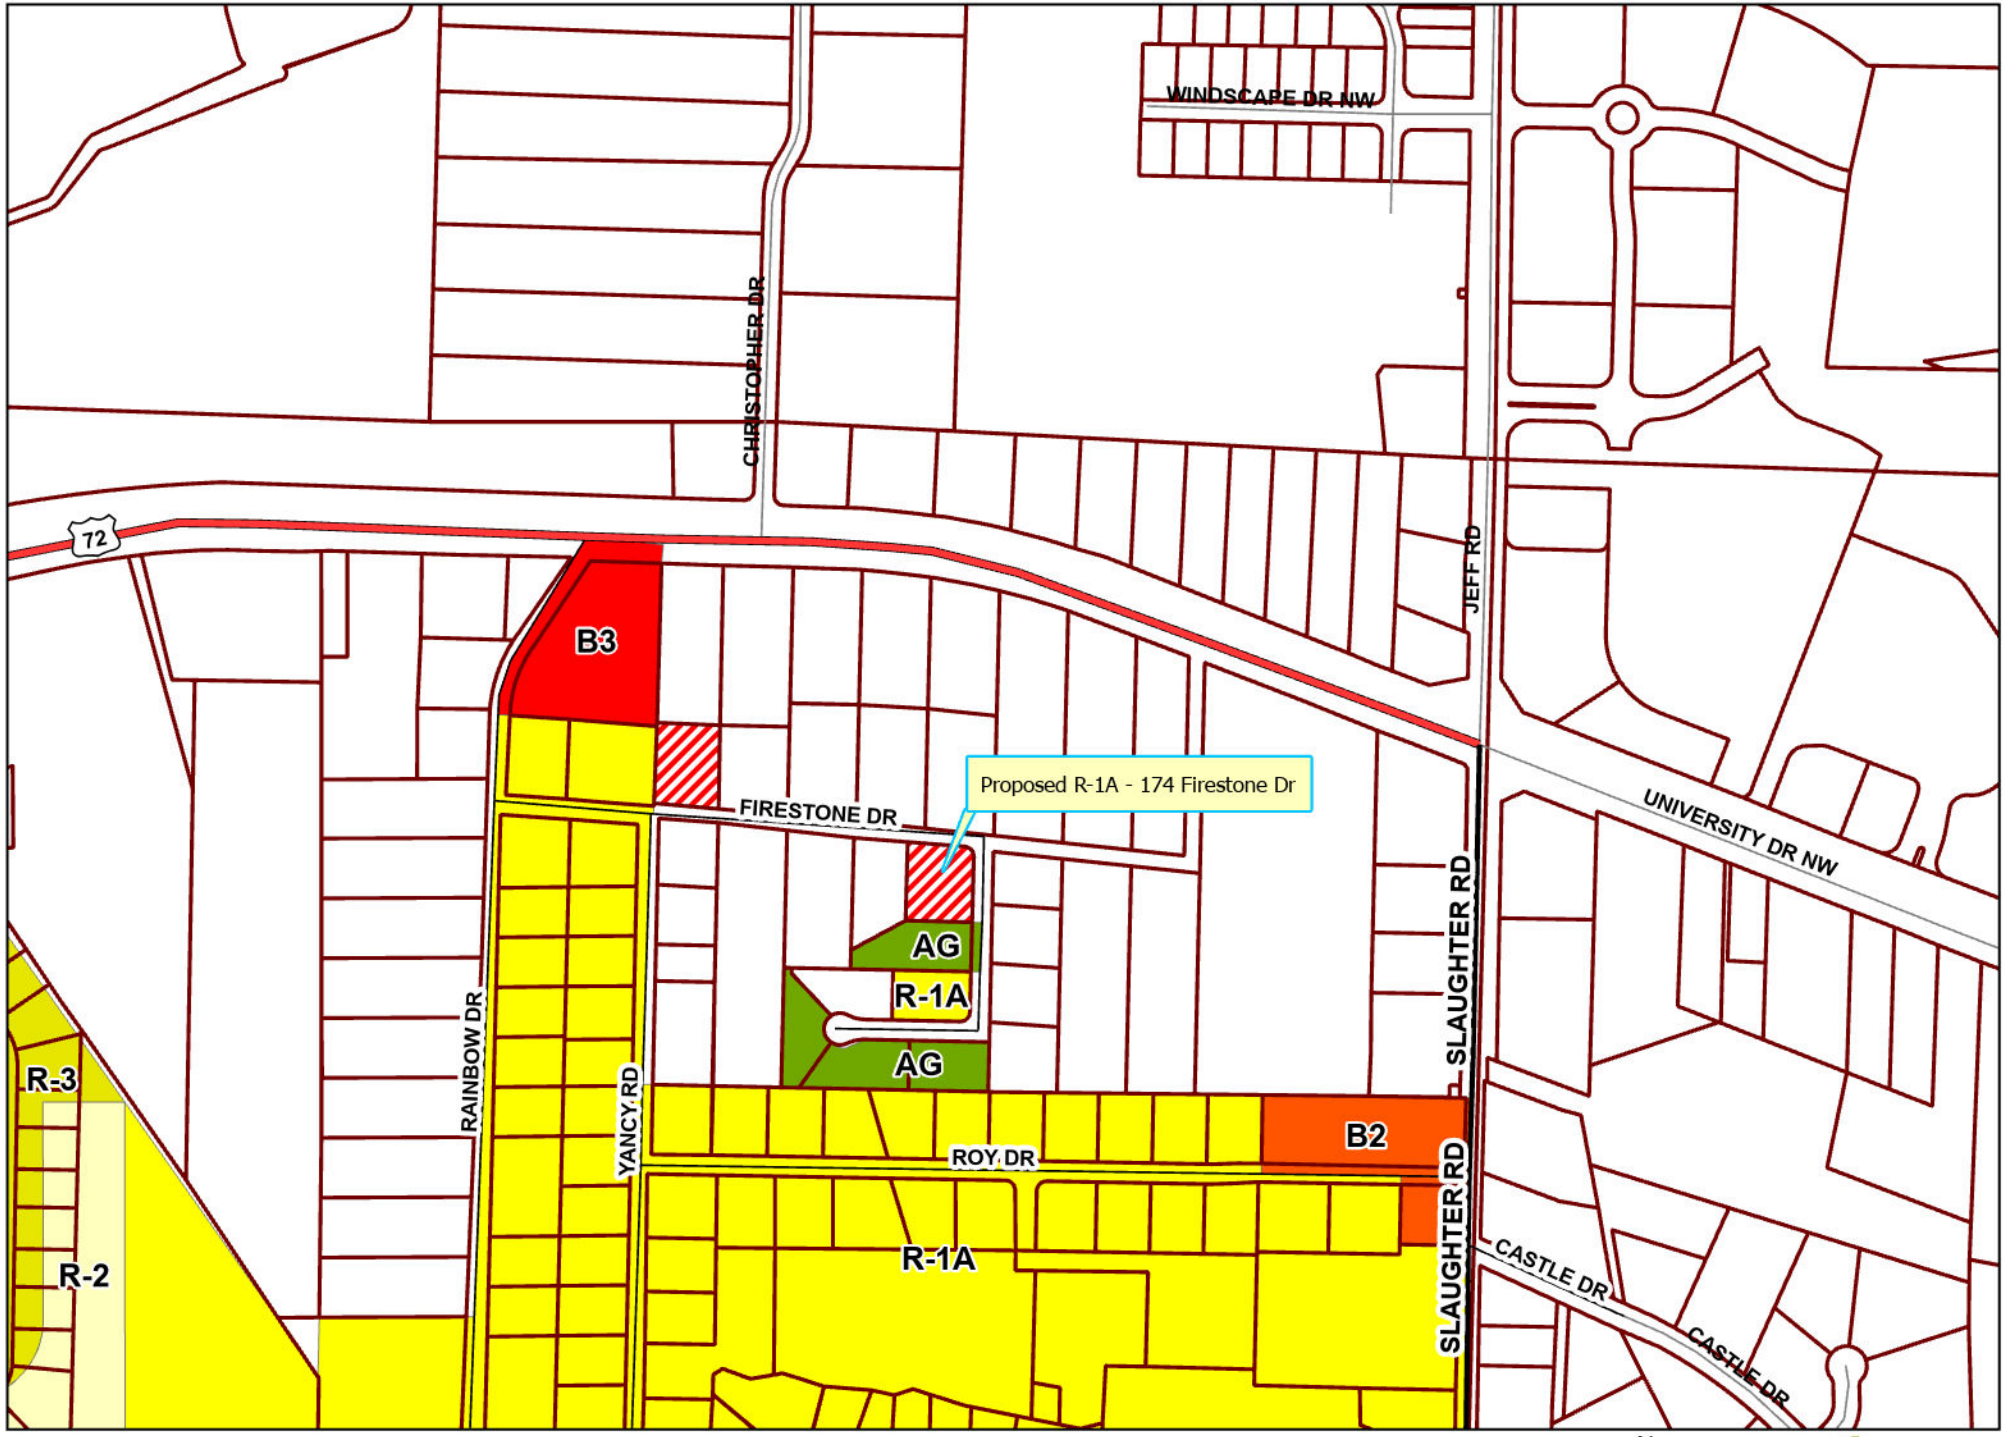 WINDSCAPE DR NW
CHRISTOPHER DR
72
JEFF RD
B3
Proposed R-1A - 174 Firestone Dr
FIRESTONE DR
UNIVERSITY DR NW
SLAUGHTER RD
AG
R-1A
RAINBOW DR
AG
R-3
YANCY RD
B2
ROY DR
SLAUGHTER RD
R-1A
R-2
CASTLE DR
CASTLE DR